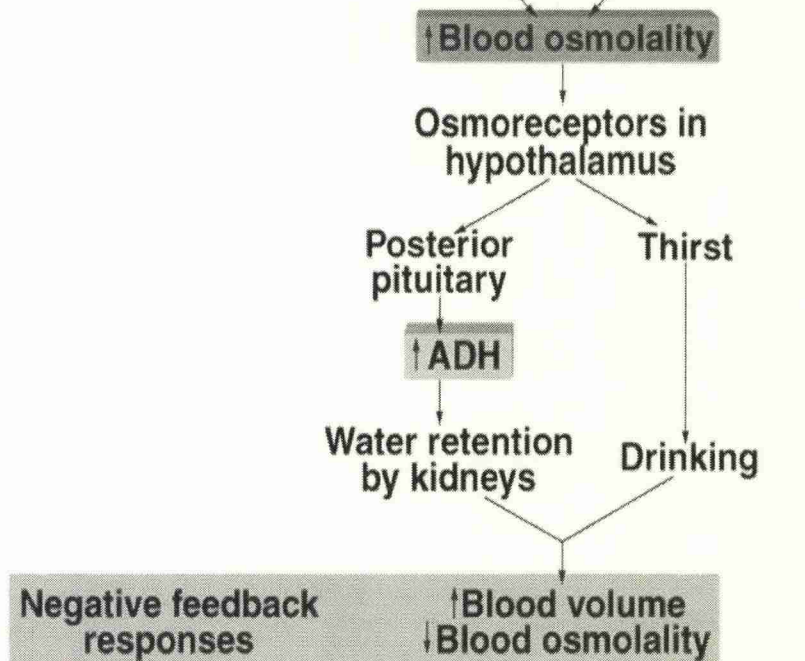 ↑Blood osmolality
Osmoreceptors in
hypothalamus
Posterior
pituitary
Thirst
↑ADH
Water retention
by kidneys
Drinking
Negative feedback
responses
↑Blood volume
↓Blood osmolality